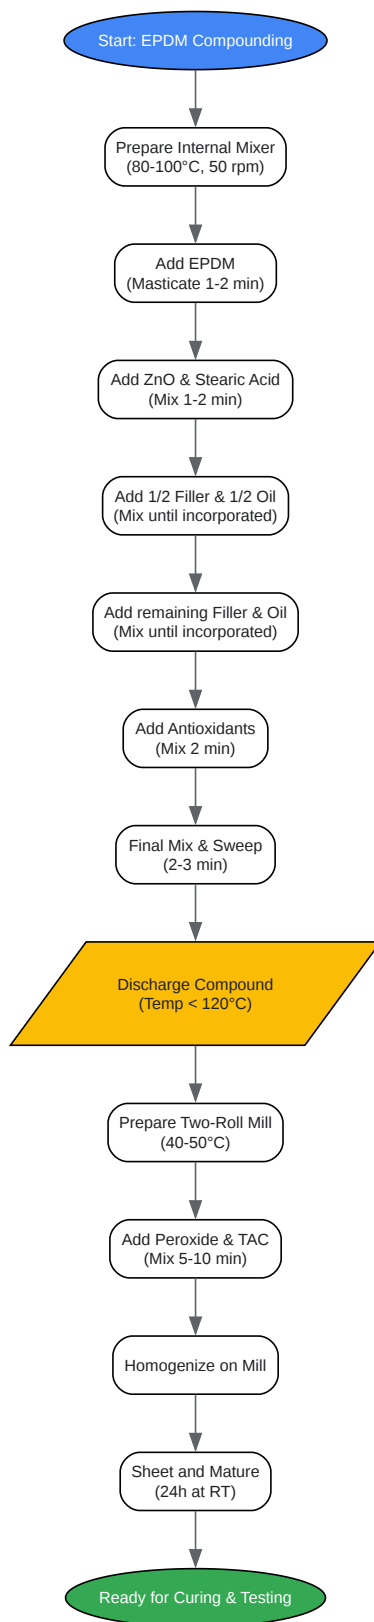 Start: EPDM Compounding
Prepare Internal Mixer
(80-100°C, 50 rpm)
Add EPDM
(Masticate 1-2 min)
Add ZnO & Stearic Acid
(Mix 1-2 min)
Add 1/2 Filler & 1/2 Oil
(Mix until incorporated)
Add remaining Filler & Oil
(Mix until incorporated)
Add Antioxidants
(Mix 2 min)
Final Mix & Sweep
(2-3 min)
Discharge Compound
(Temp < 120°C)
Prepare Two-Roll Mill
(40-50°C)
Add Peroxide & TAC
(Mix 5-10 min)
Homogenize on Mill
Sheet and Mature
(24h at RT)
Ready for Curing & Testing